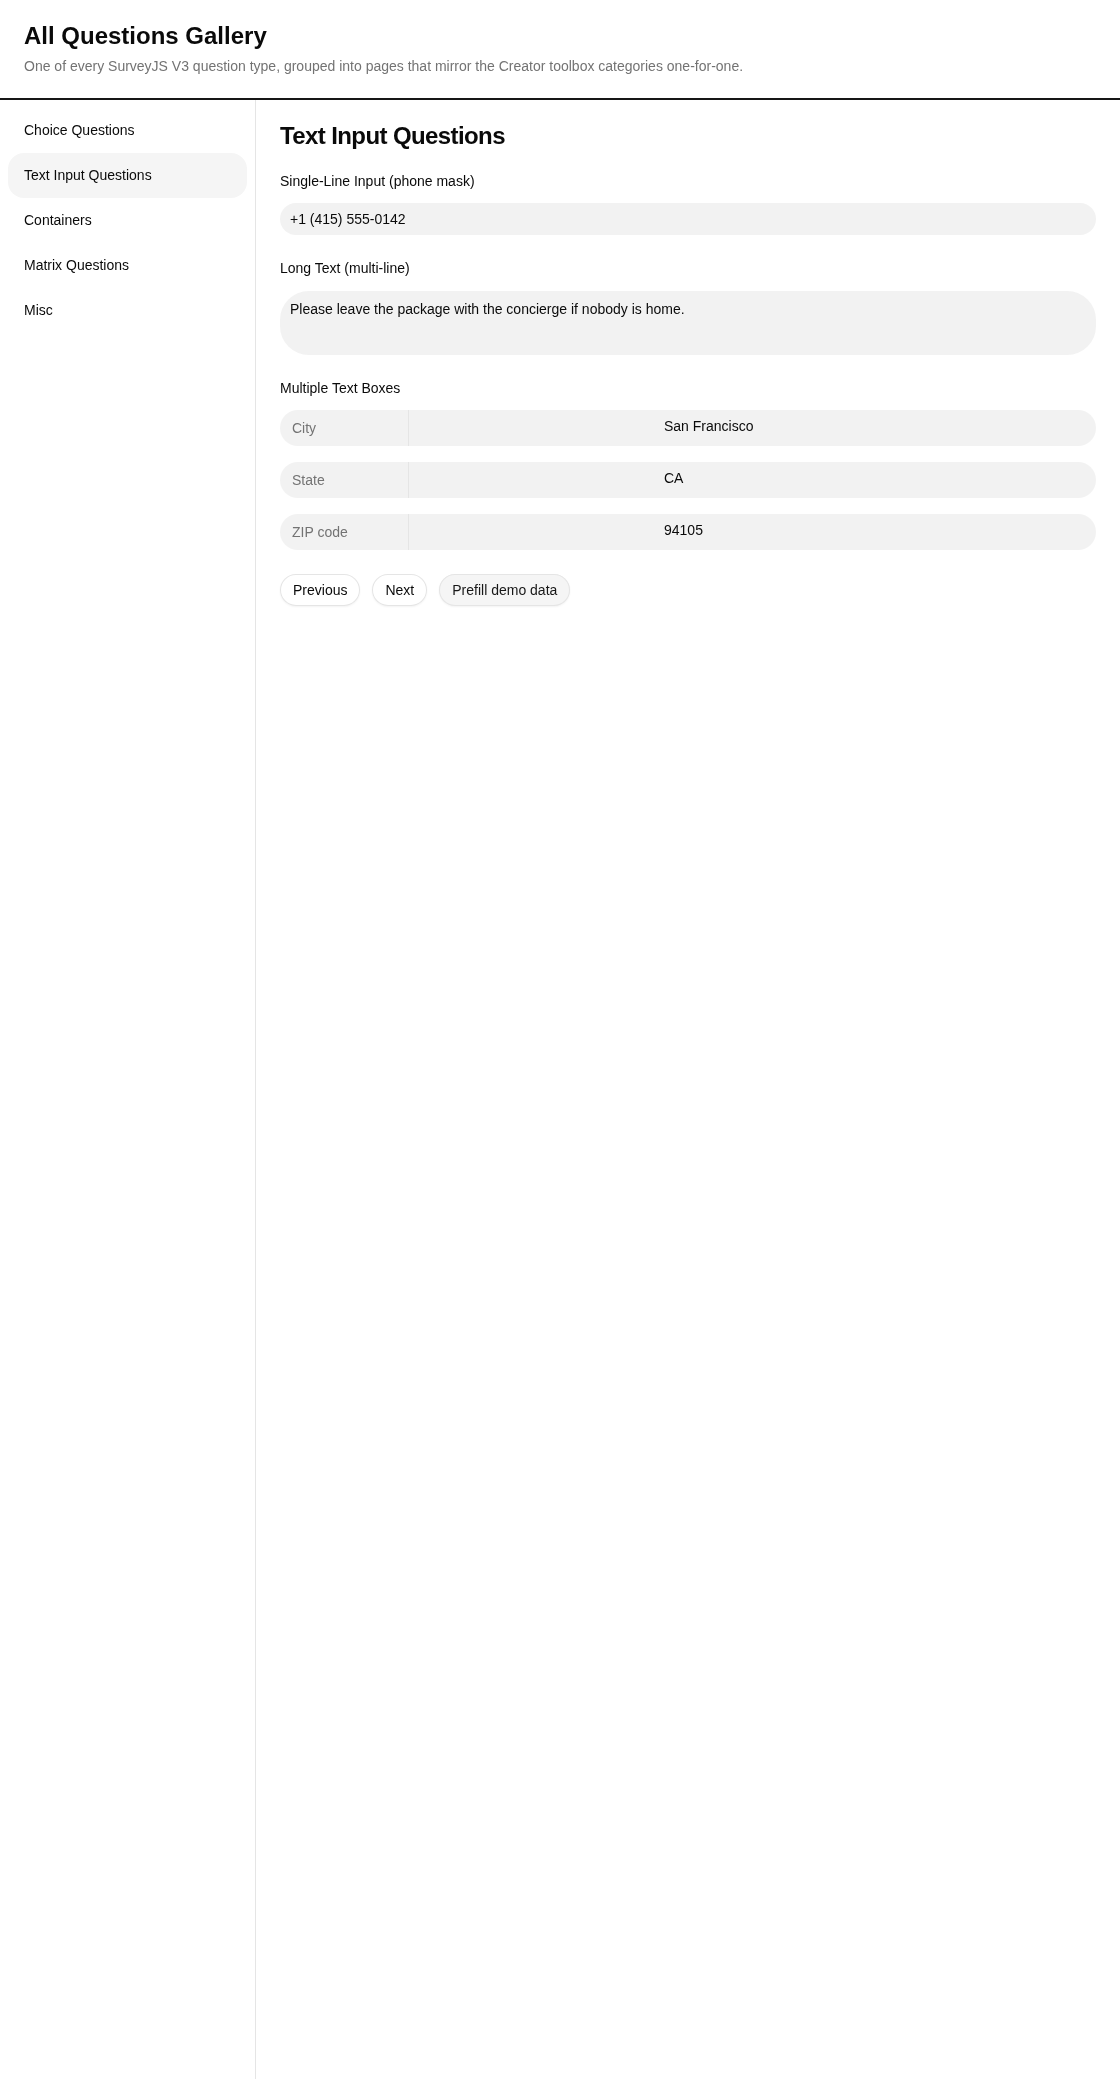 All Questions Gallery
One of every SurveyJS V3 question type, grouped into pages that mirror the Creator toolbox categories one-for-one.
Choice Questions
Text Input Questions
Containers
Matrix Questions
Misc
Text Input Questions
Single-Line Input (phone mask)
+1 (415) 555-0142
Long Text (multi-line)
Please leave the package with the concierge if nobody is home.
Multiple Text Boxes
City San Francisco
State CA
ZIP code 94105
Previous Next Prefill demo data